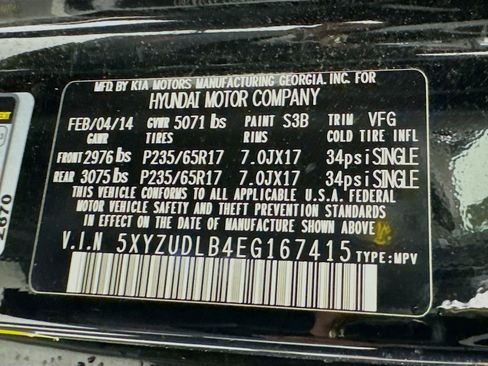 MFD. BY KIA MOTORS MANUFACTURING GEORGIA. INC. FOR
HYUNDAI MOTOR COMPANY
FEB/04/14 GVWR 5071 lbs PAINT S3B TRIM VFG
GAWR TIRES RIMS COLD TIRE INFL
FRONT 2976 lbs P235/65R17 7.0JX17 34psi SINGLE
REAR 3075 lbs P235/65R17 7.0JX17 34psi SINGLE
THIS VEHICLE CONFORMS TO ALL APPLICABLE U.S.A. FEDERAL
MOTOR VEHICLE SAFETY AND THEFT PREVENTION STANDARDS
IN EFFECT ON THE DATE OF MANUFACTURE SHOWN ABOVE.
V.I.N 5XYZUDLB4EG167415 TYPE: MPV
2670